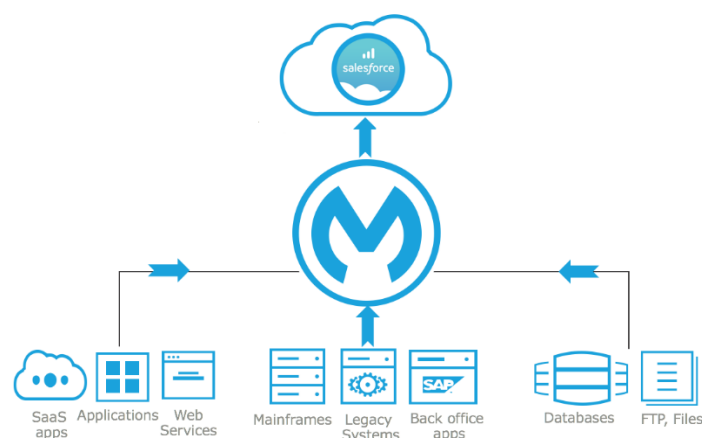 salesforce
SAP
SaaS
apps
Applications
Web
Services
Mainframes
Legacy
Systems
Back office
apps
Databases
FTP, Files